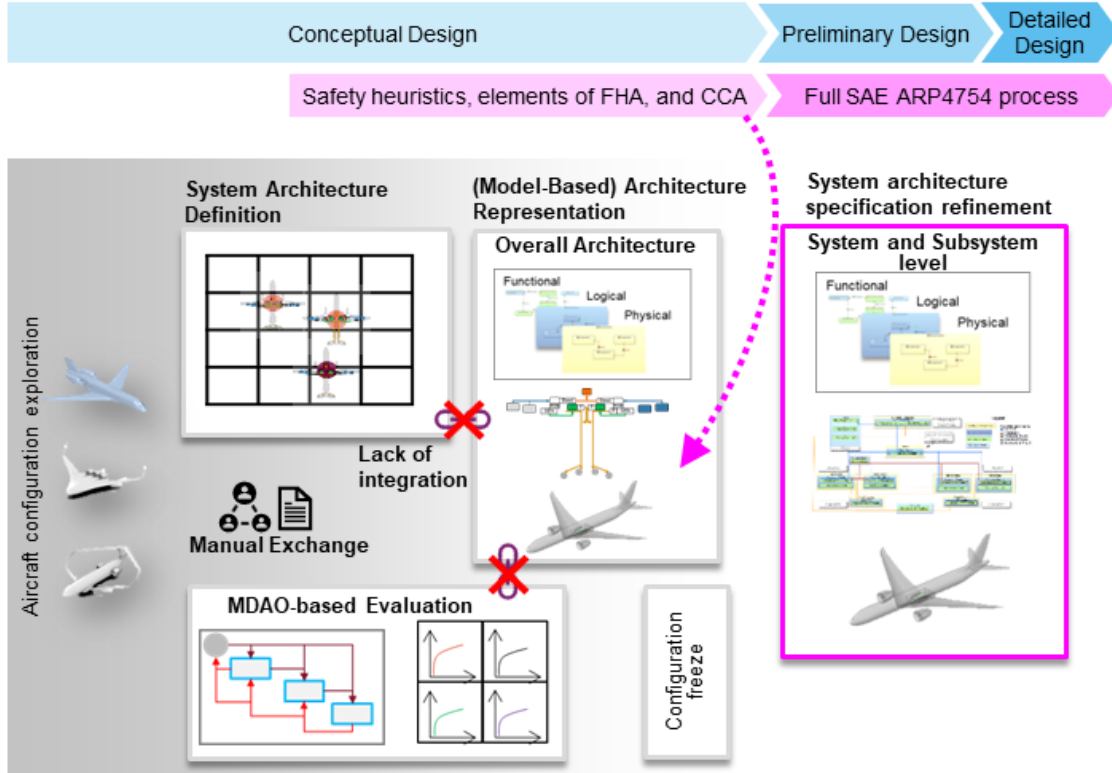 Conceptual Design
Preliminary Design
Detailed
Design
Safety heuristics, elements of FHA, and CCA
Full SAE ARP4754 process
System Architecture
Definition
(Model-Based) Architecture
Representation
System architecture
specification refinement
Overall Architecture
System and Subsystem
level
Functional
Logical
Physical
Functional
Logical
Physical
Aircraft configuration exploration
Lack of
integration
Manual Exchange
MDAO-based Evaluation
Configuration
freeze